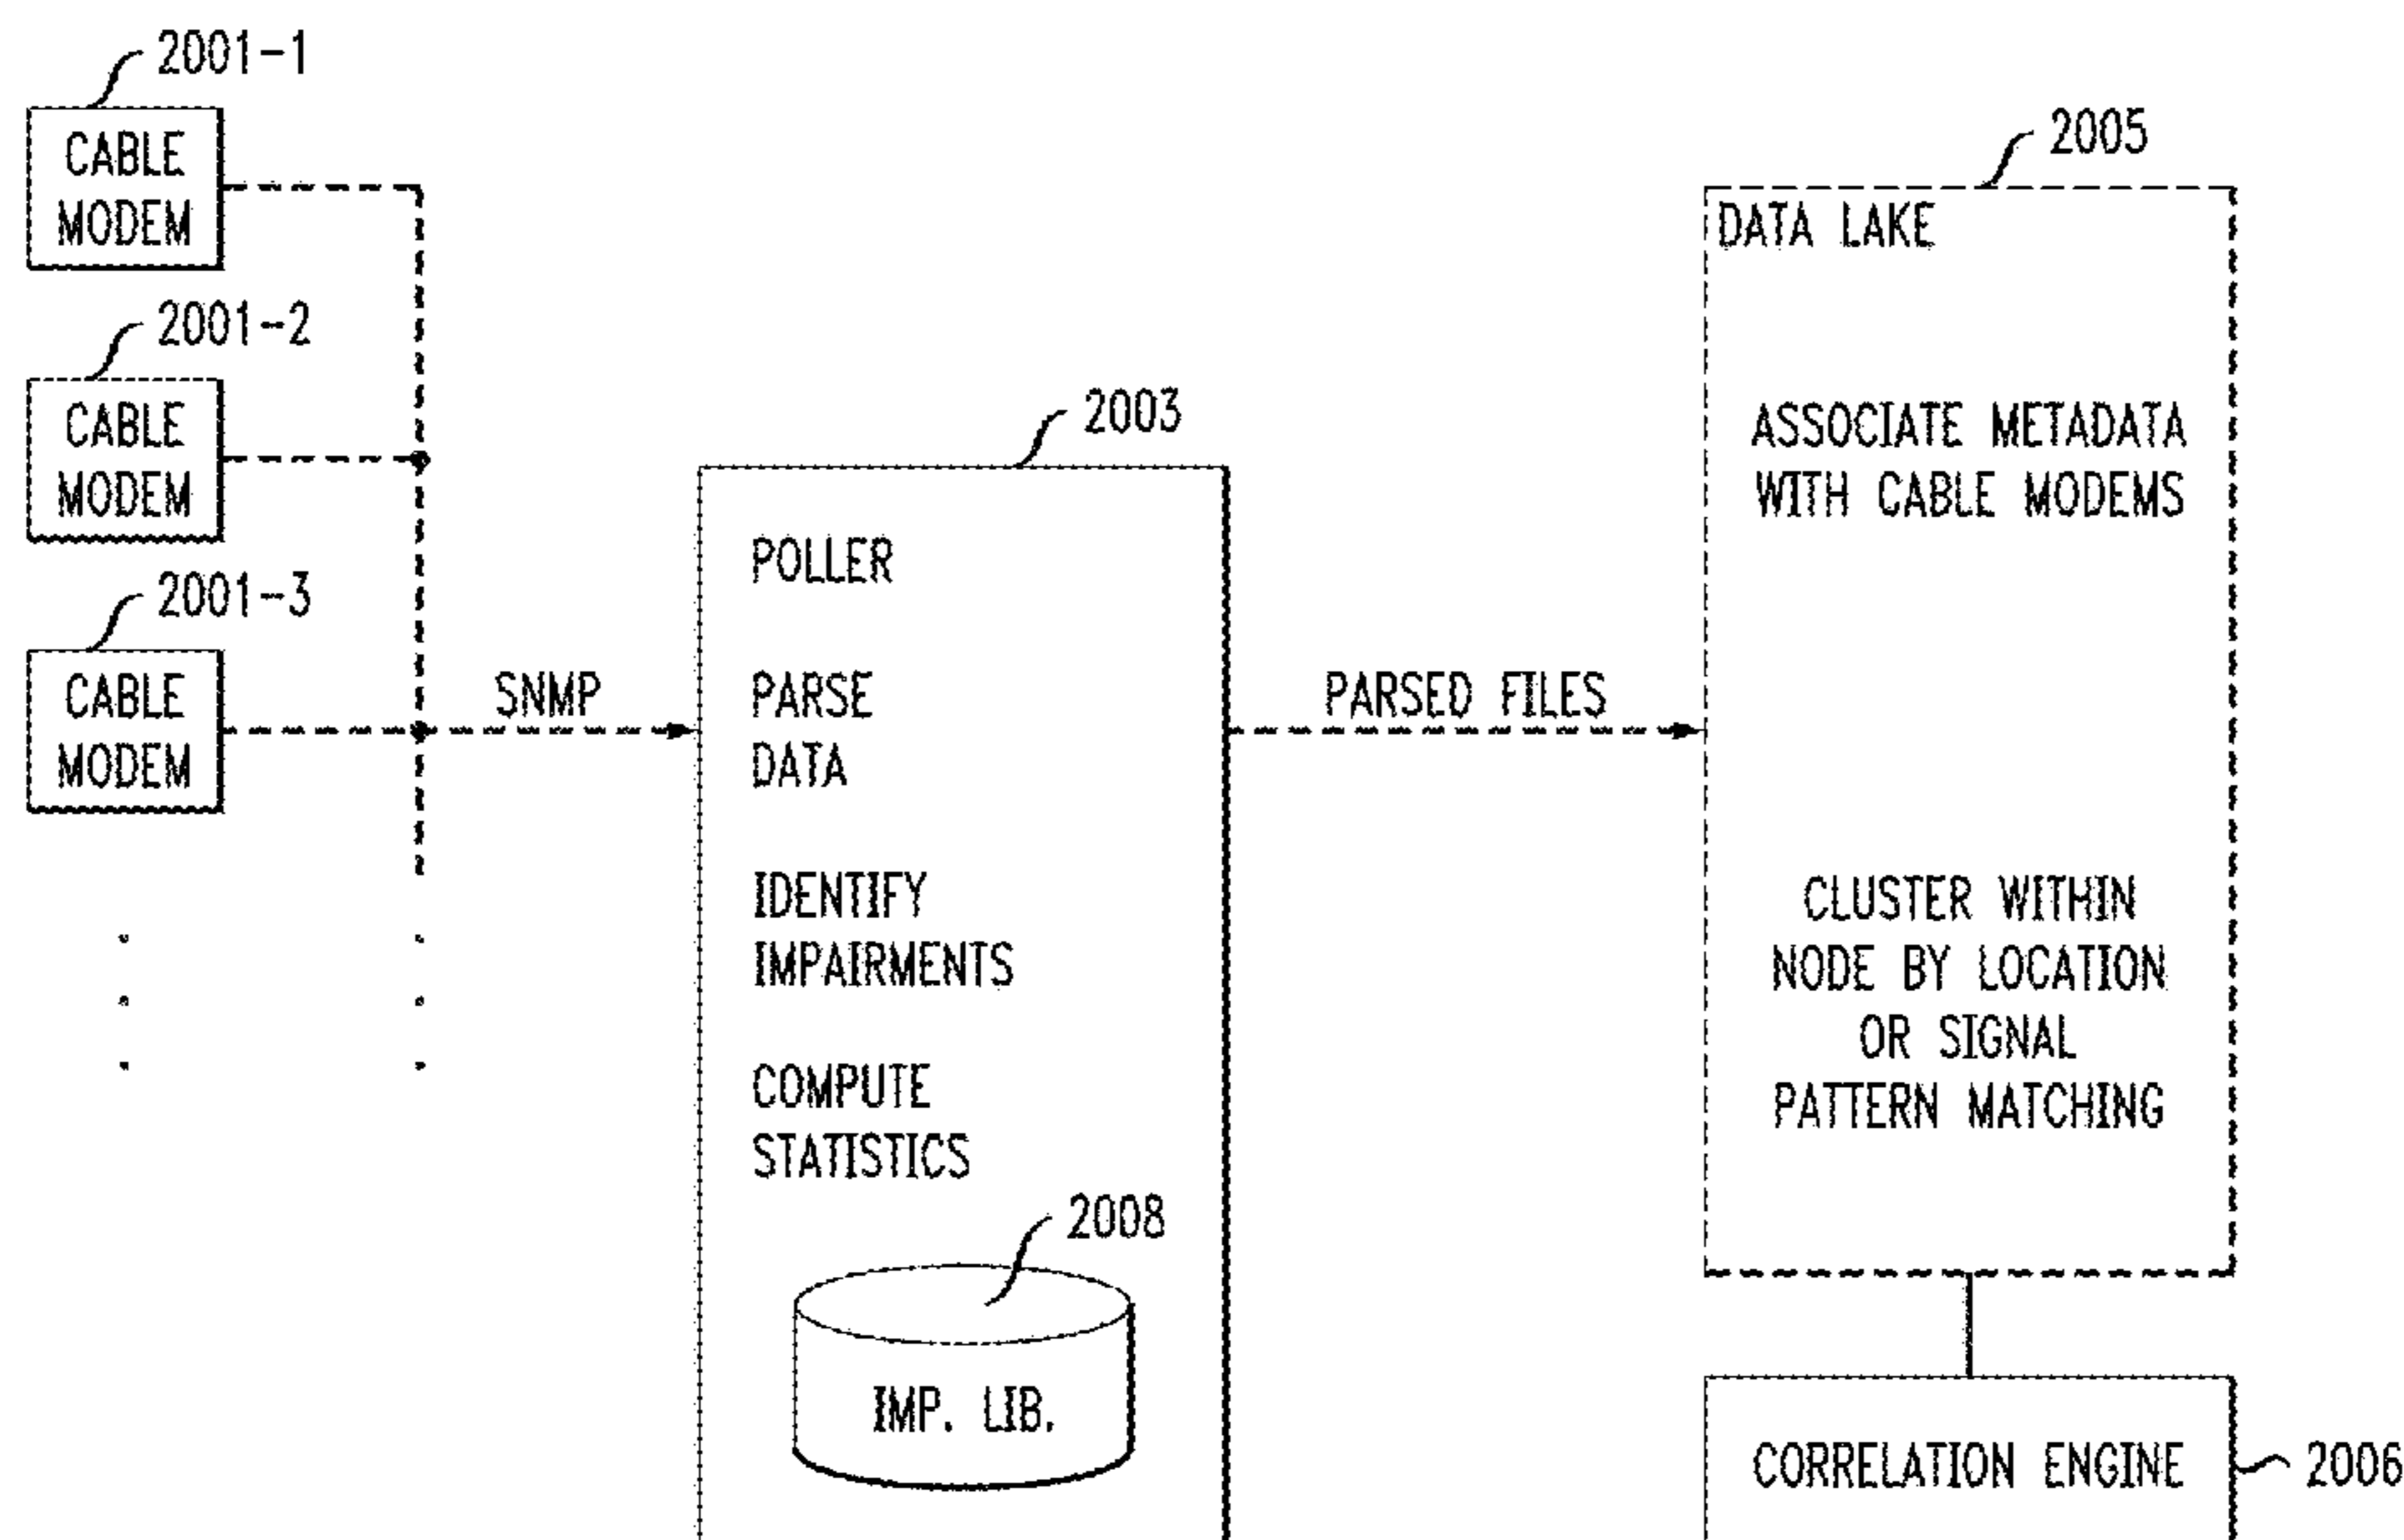 2001-1
CABLE
MODEM
2001-2
CABLE
MODEM
2001-3
CABLE
MODEM
SNMP
2003
POLLER
PARSE
DATA
IDENTIFY
IMPAIRMENTS
COMPUTE
STATISTICS
2008
IMP. LIB.
PARSED FILES
2005
DATA LAKE
ASSOCIATE METADATA
WITH CABLE MODEMS
CLUSTER WITHIN
NODE BY LOCATION
OR SIGNAL
PATTERN MATCHING
CORRELATION ENGINE
2006